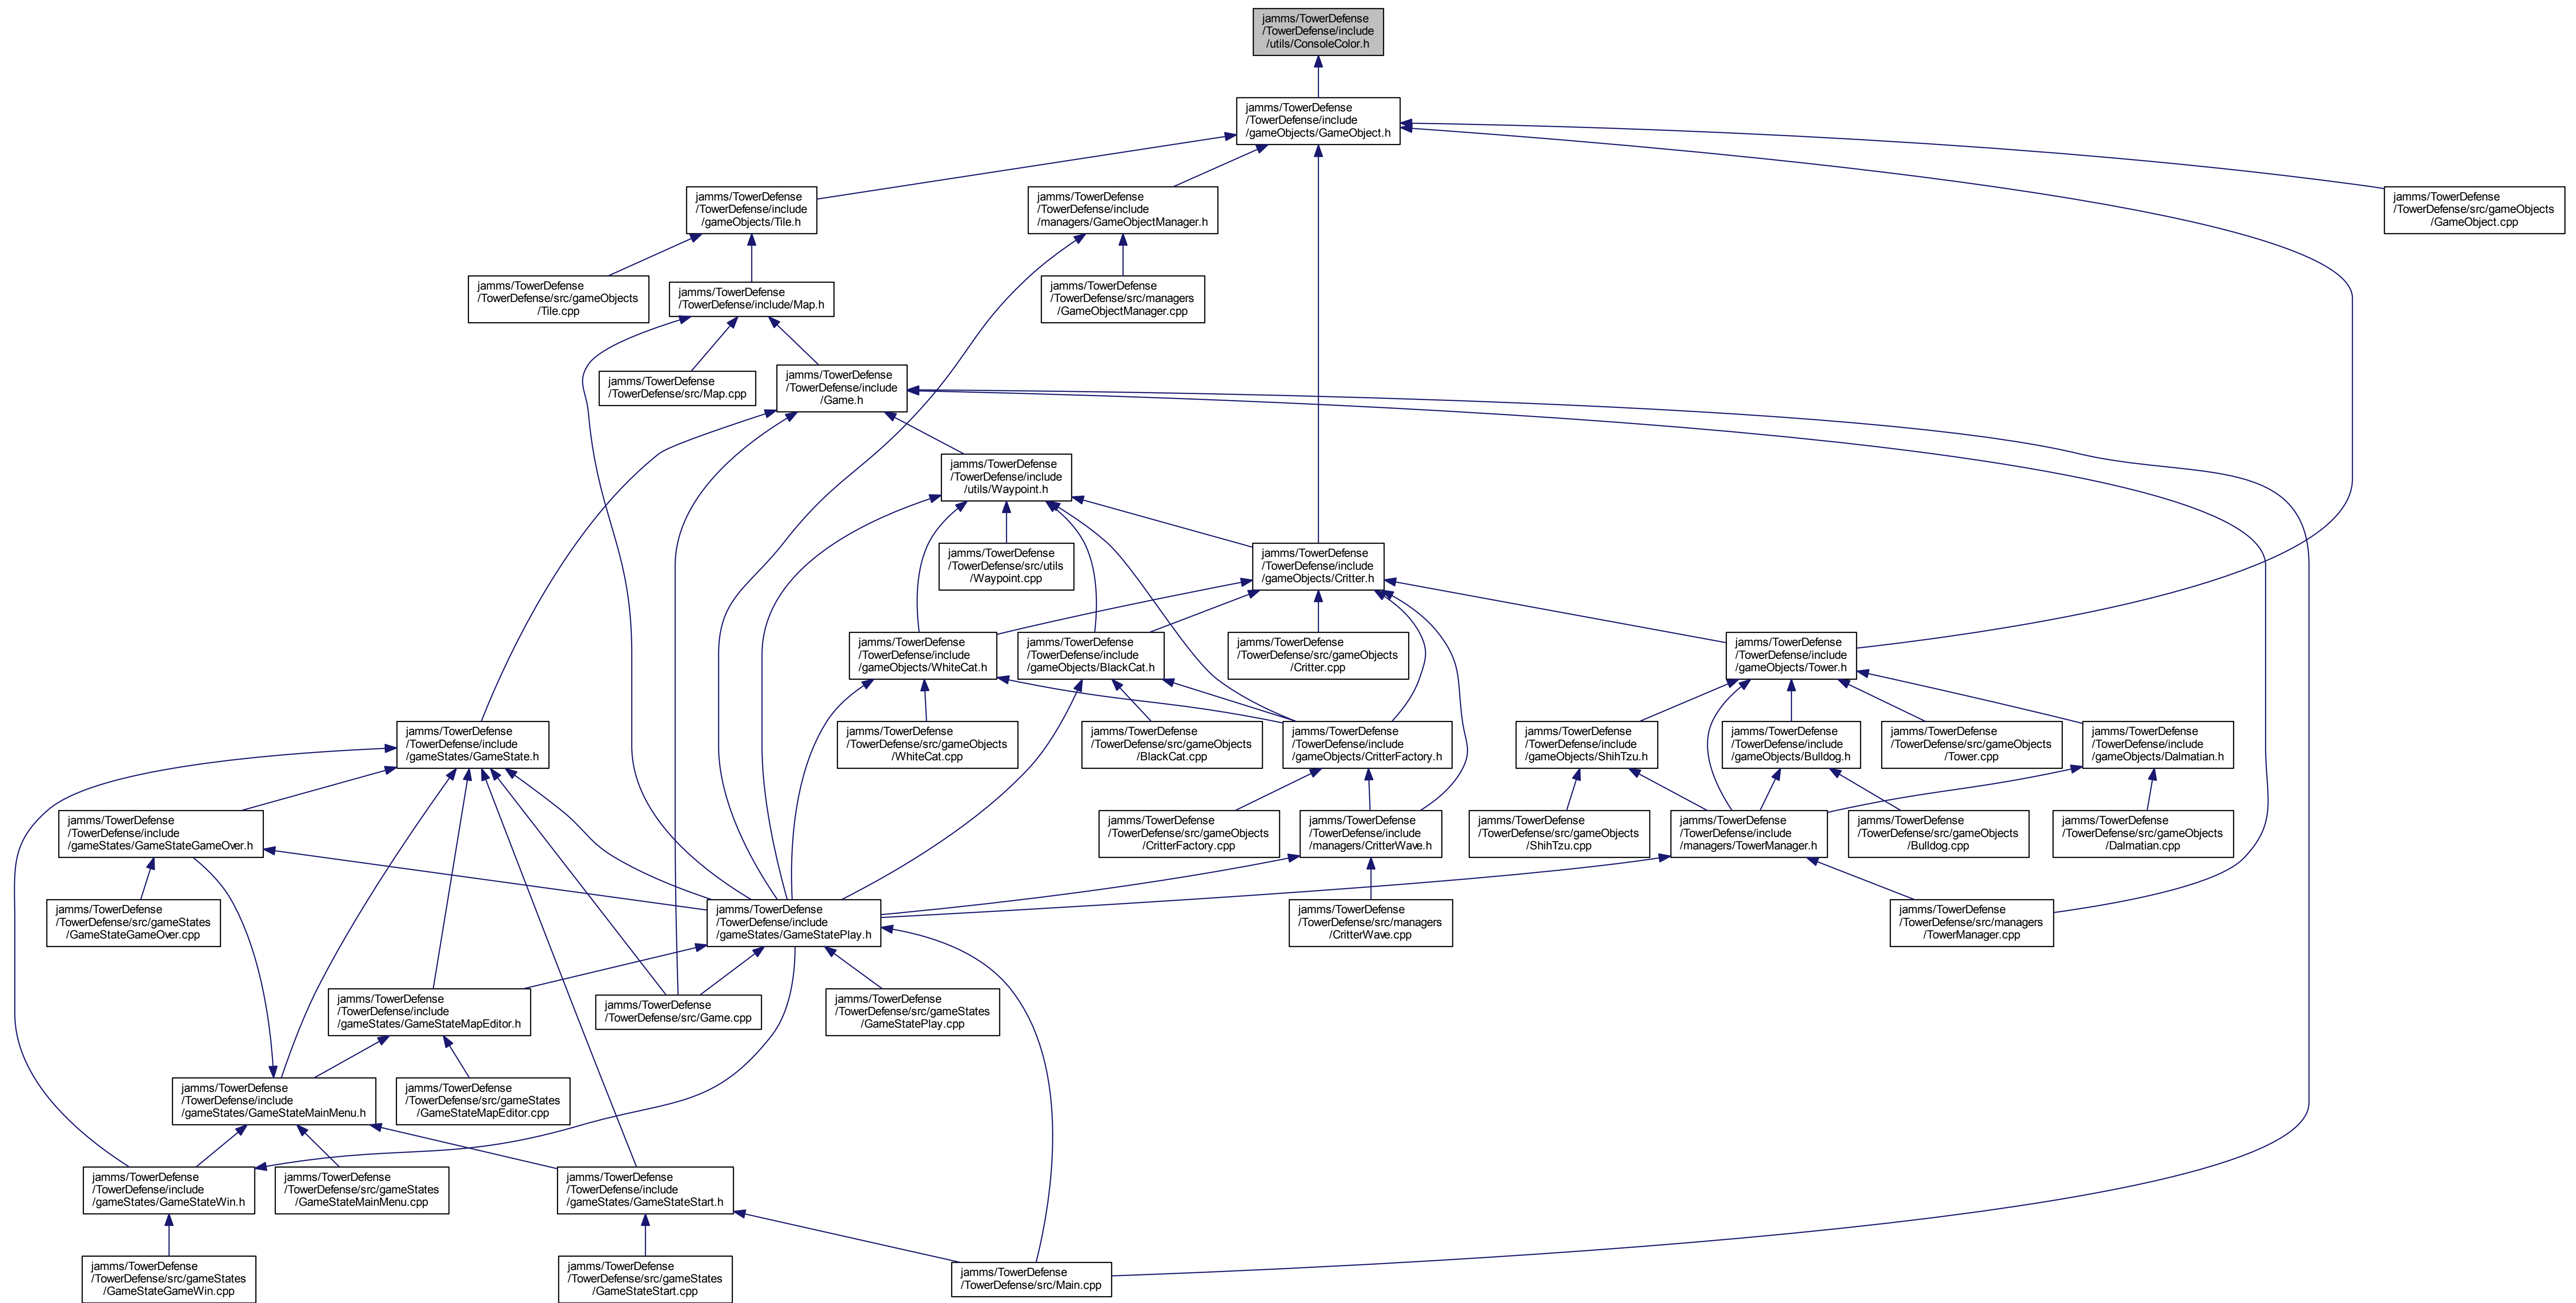 jamms/TowerDefense
/TowerDefense/include
/utils/ConsoleColor.h
jamms/TowerDefense
/TowerDefense/include
/gameObjects/GameObject.h
jamms/TowerDefense
/TowerDefense/include
/gameObjects/Tile.h
jamms/TowerDefense
/TowerDefense/include
/managers/GameObjectManager.h
jamms/TowerDefense
/TowerDefense/src/gameObjects
/GameObject.cpp
jamms/TowerDefense
/TowerDefense/src/gameObjects
/Tile.cpp
jamms/TowerDefense
/TowerDefense/include/Map.h
jamms/TowerDefense
/TowerDefense/src/managers
/GameObjectManager.cpp
jamms/TowerDefense
/TowerDefense/src/Map.cpp
jamms/TowerDefense
/TowerDefense/include
/Game.h
jamms/TowerDefense
/TowerDefense/include
/utils/Waypoint.h
jamms/TowerDefense
/TowerDefense/src/utils
/Waypoint.cpp
jamms/TowerDefense
/TowerDefense/include
/gameObjects/Critter.h
jamms/TowerDefense
/TowerDefense/include
/gameObjects/WhiteCat.h
jamms/TowerDefense
/TowerDefense/include
/gameObjects/BlackCat.h
jamms/TowerDefense
/TowerDefense/src/gameObjects
/Critter.cpp
jamms/TowerDefense
/TowerDefense/include
/gameObjects/Tower.h
jamms/TowerDefense
/TowerDefense/include
/gameStates/GameState.h
jamms/TowerDefense
/TowerDefense/src/gameObjects
/WhiteCat.cpp
jamms/TowerDefense
/TowerDefense/src/gameObjects
/BlackCat.cpp
jamms/TowerDefense
/TowerDefense/include
/gameObjects/CritterFactory.h
jamms/TowerDefense
/TowerDefense/include
/gameObjects/ShihTzu.h
jamms/TowerDefense
/TowerDefense/include
/gameObjects/Bulldog.h
jamms/TowerDefense
/TowerDefense/src/gameObjects
/Tower.cpp
jamms/TowerDefense
/TowerDefense/include
/gameObjects/Dalmatian.h
jamms/TowerDefense
/TowerDefense/include
/gameStates/GameStateGameOver.h
jamms/TowerDefense
/TowerDefense/src/gameObjects
/CritterFactory.cpp
jamms/TowerDefense
/TowerDefense/include
/managers/CritterWave.h
jamms/TowerDefense
/TowerDefense/src/gameObjects
/ShihTzu.cpp
jamms/TowerDefense
/TowerDefense/include
/managers/TowerManager.h
jamms/TowerDefense
/TowerDefense/src/gameObjects
/Bulldog.cpp
jamms/TowerDefense
/TowerDefense/src/gameObjects
/Dalmatian.cpp
jamms/TowerDefense
/TowerDefense/src/gameStates
/GameStateGameOver.cpp
jamms/TowerDefense
/TowerDefense/include
/gameStates/GameStatePlay.h
jamms/TowerDefense
/TowerDefense/src/managers
/CritterWave.cpp
jamms/TowerDefense
/TowerDefense/src/managers
/TowerManager.cpp
jamms/TowerDefense
/TowerDefense/include
/gameStates/GameStateMapEditor.h
jamms/TowerDefense
/TowerDefense/src/Game.cpp
jamms/TowerDefense
/TowerDefense/src/gameStates
/GameStatePlay.cpp
jamms/TowerDefense
/TowerDefense/include
/gameStates/GameStateMainMenu.h
jamms/TowerDefense
/TowerDefense/src/gameStates
/GameStateMapEditor.cpp
jamms/TowerDefense
/TowerDefense/include
/gameStates/GameStateWin.h
jamms/TowerDefense
/TowerDefense/src/gameStates
/GameStateMainMenu.cpp
jamms/TowerDefense
/TowerDefense/include
/gameStates/GameStateStart.h
jamms/TowerDefense
/TowerDefense/src/gameStates
/GameStateGameWin.cpp
jamms/TowerDefense
/TowerDefense/src/gameStates
/GameStateStart.cpp
jamms/TowerDefense
/TowerDefense/src/Main.cpp